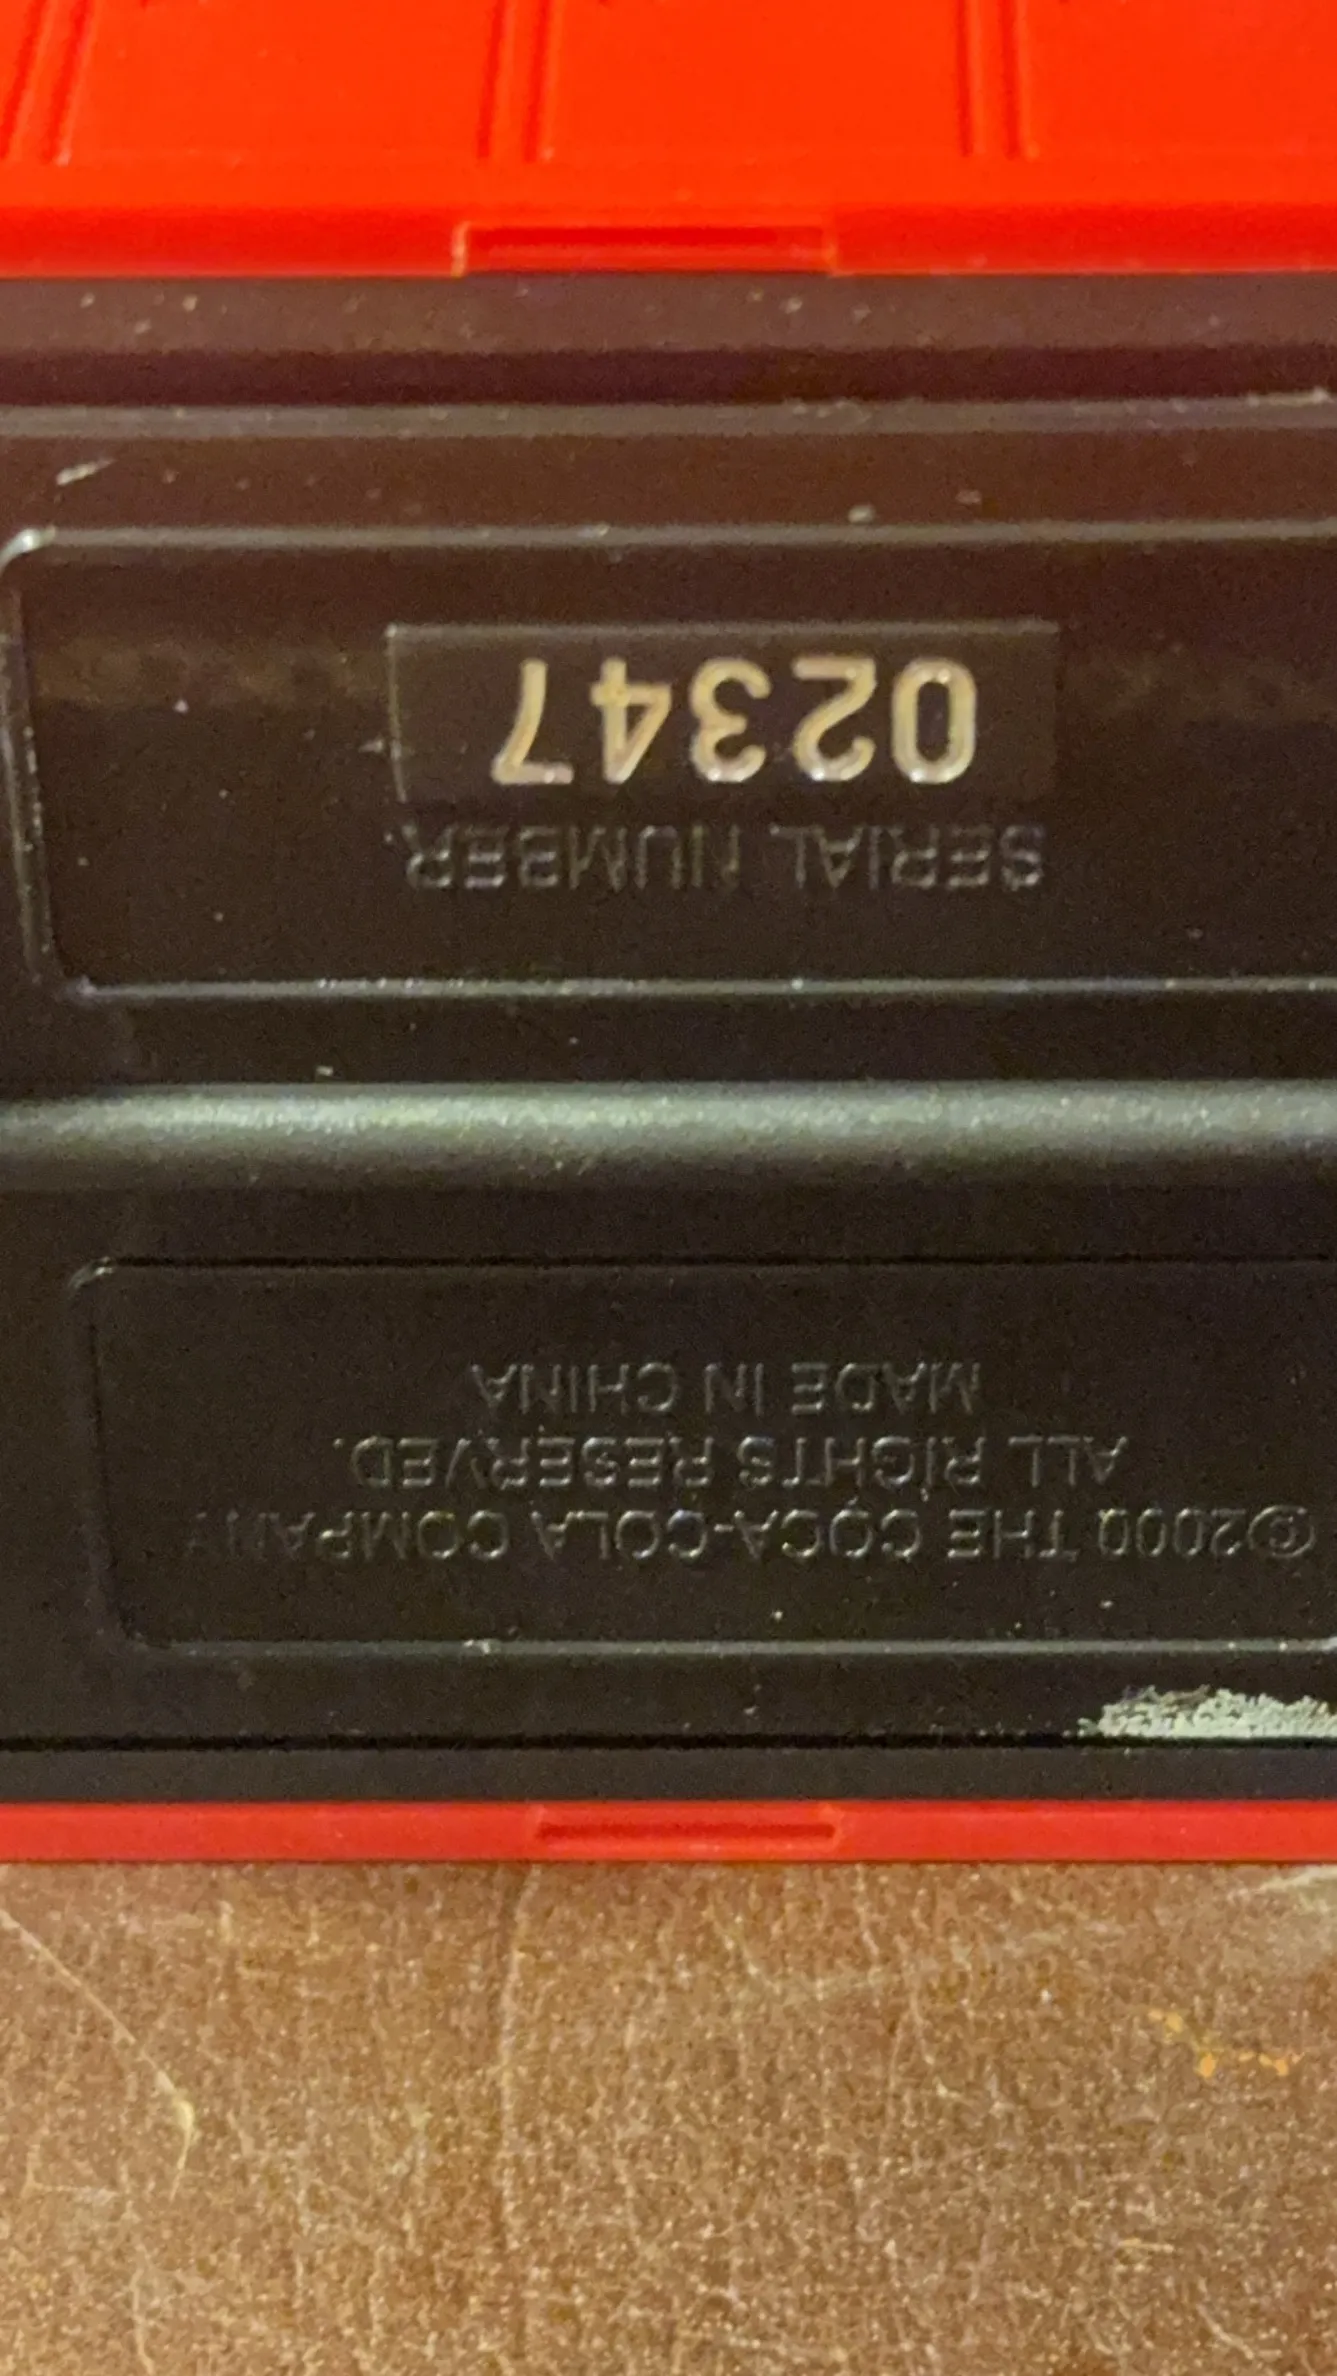 ©2000 THE COCA-COLA COMPANY
ALL RIGHTS RESERVED.
MADE IN CHINA
SERIAL NUMBER
02347